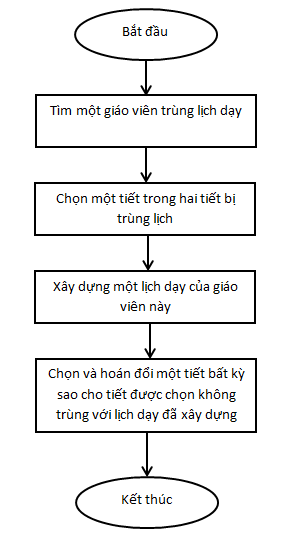 Bắt đầu
Tìm một giáo viên trùng lịch dạy
Chọn một tiết trong hai tiết bị
trùng lịch
Xây dựng một lịch dạy của giáo
viên này
Chọn và hoán đổi một tiết bất kỳ
sao cho tiết được chọn không
trùng với lịch dạy đã xây dựng
Kết thúc